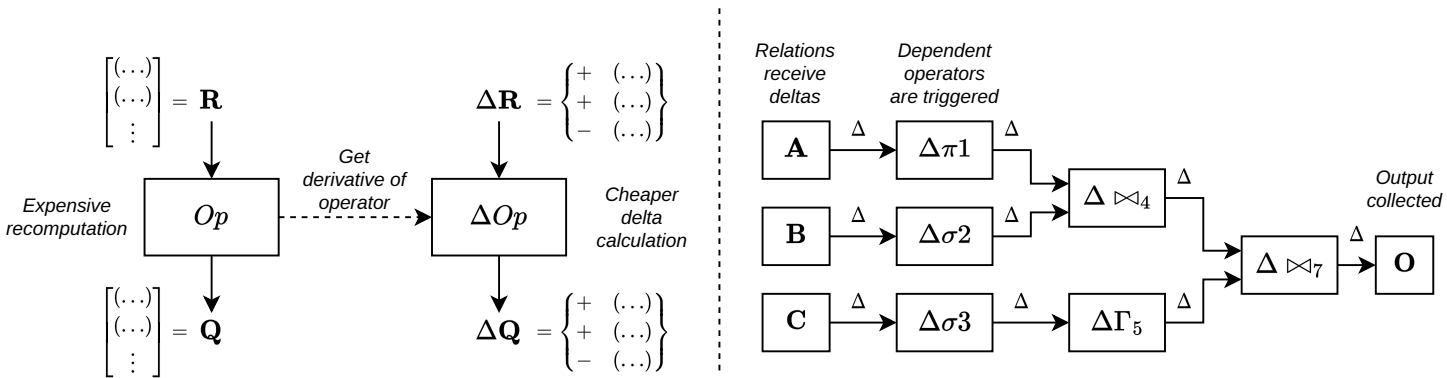 (…)
(…)
⋮
= R
ΔR = { + (…)
+ (…)
− (…) }
Expensive
recomputation
Op
Get
derivative of
operator
ΔOp
Cheaper
delta
calculation
(…)
(…)
⋮
= Q
ΔQ = { + (…)
+ (…)
− (…) }
Relations
receive
deltas
Dependent
operators
are triggered
A
Δ
Δπ1
Δ
B
Δ
Δσ2
Δ
Δ ⋈₄
Δ
C
Δ
Δσ3
Δ
ΔΓ₅
Δ
Δ ⋈₇
Δ
Output
collected
O